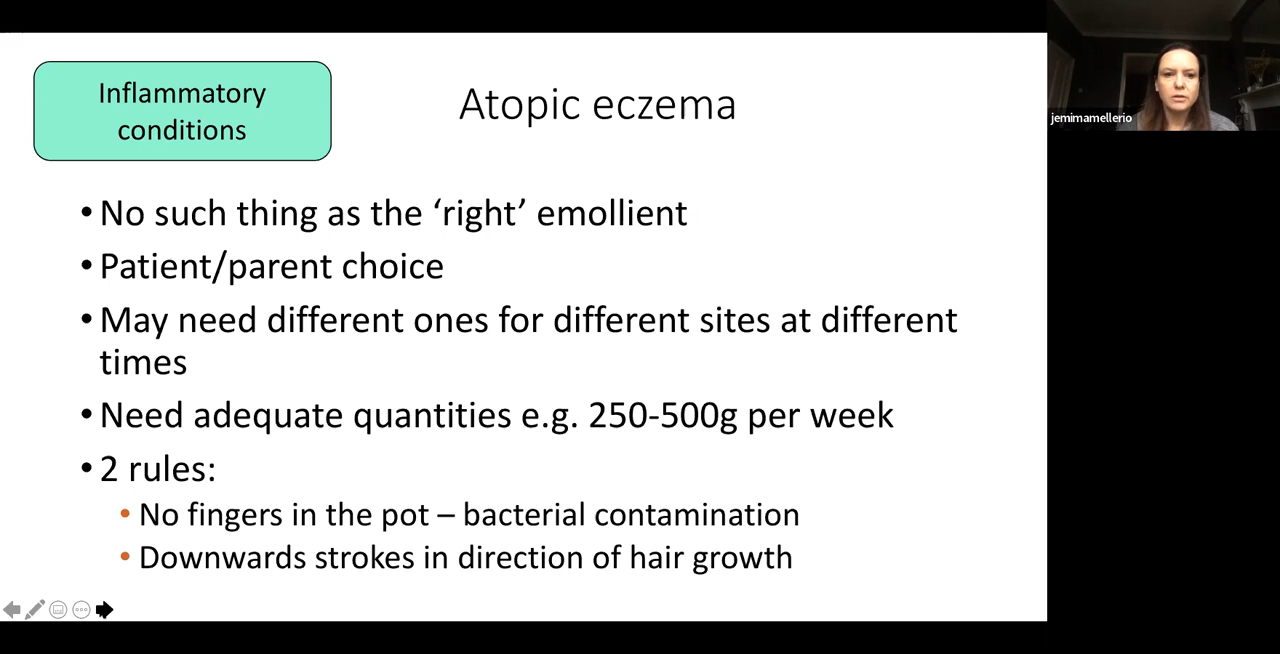 Inflammatory
conditions
Atopic eczema
jemimamellerio
• No such thing as the ‘right’ emollient
• Patient/parent choice
• May need different ones for different sites at different
times
• Need adequate quantities e.g. 250-500g per week
• 2 rules:
• No fingers in the pot – bacterial contamination
• Downwards strokes in direction of hair growth